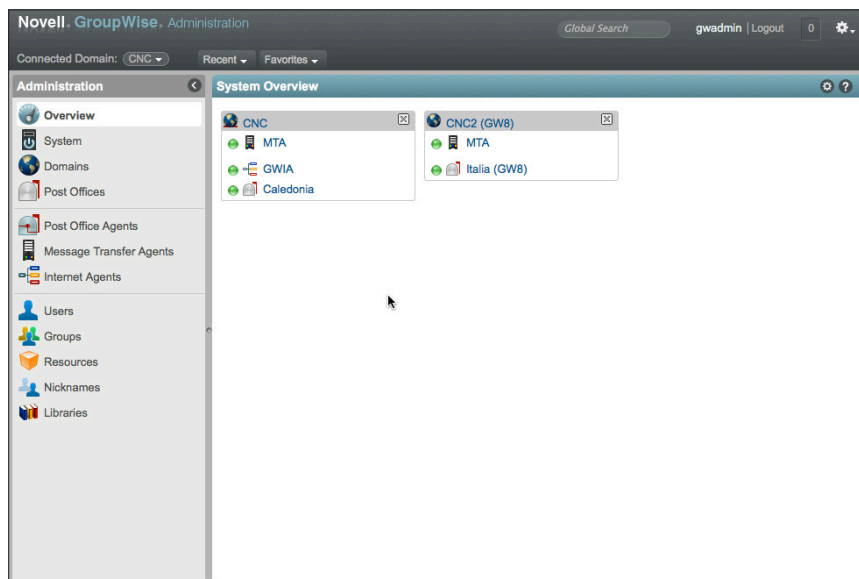 Novell. GroupWise. Administration
Global Search
gwadmin | Logout 0
Connected Domain: CNC Recent Favorites
Administration
System Overview
Overview
System
Domains
Post Offices
Post Office Agents
Message Transfer Agents
Internet Agents
Users
Groups
Resources
Nicknames
Libraries
CNC
MTA
GWIA
Caledonia
CNC2 (GW8)
MTA
Italia (GW8)